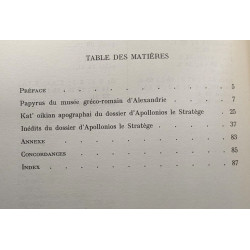 TABLE DES MATIÈRES
PRÉFACE 5
Papyrus du musée gréco-romain d'Alexandrie 7
Kat' oikian apographai du dossier d'Apollonios le Stratège 25
Inédits du dossier d'Apollonios le Stratège 37
ANNEXE 83
CONCORDANCES 85
INDEX 87